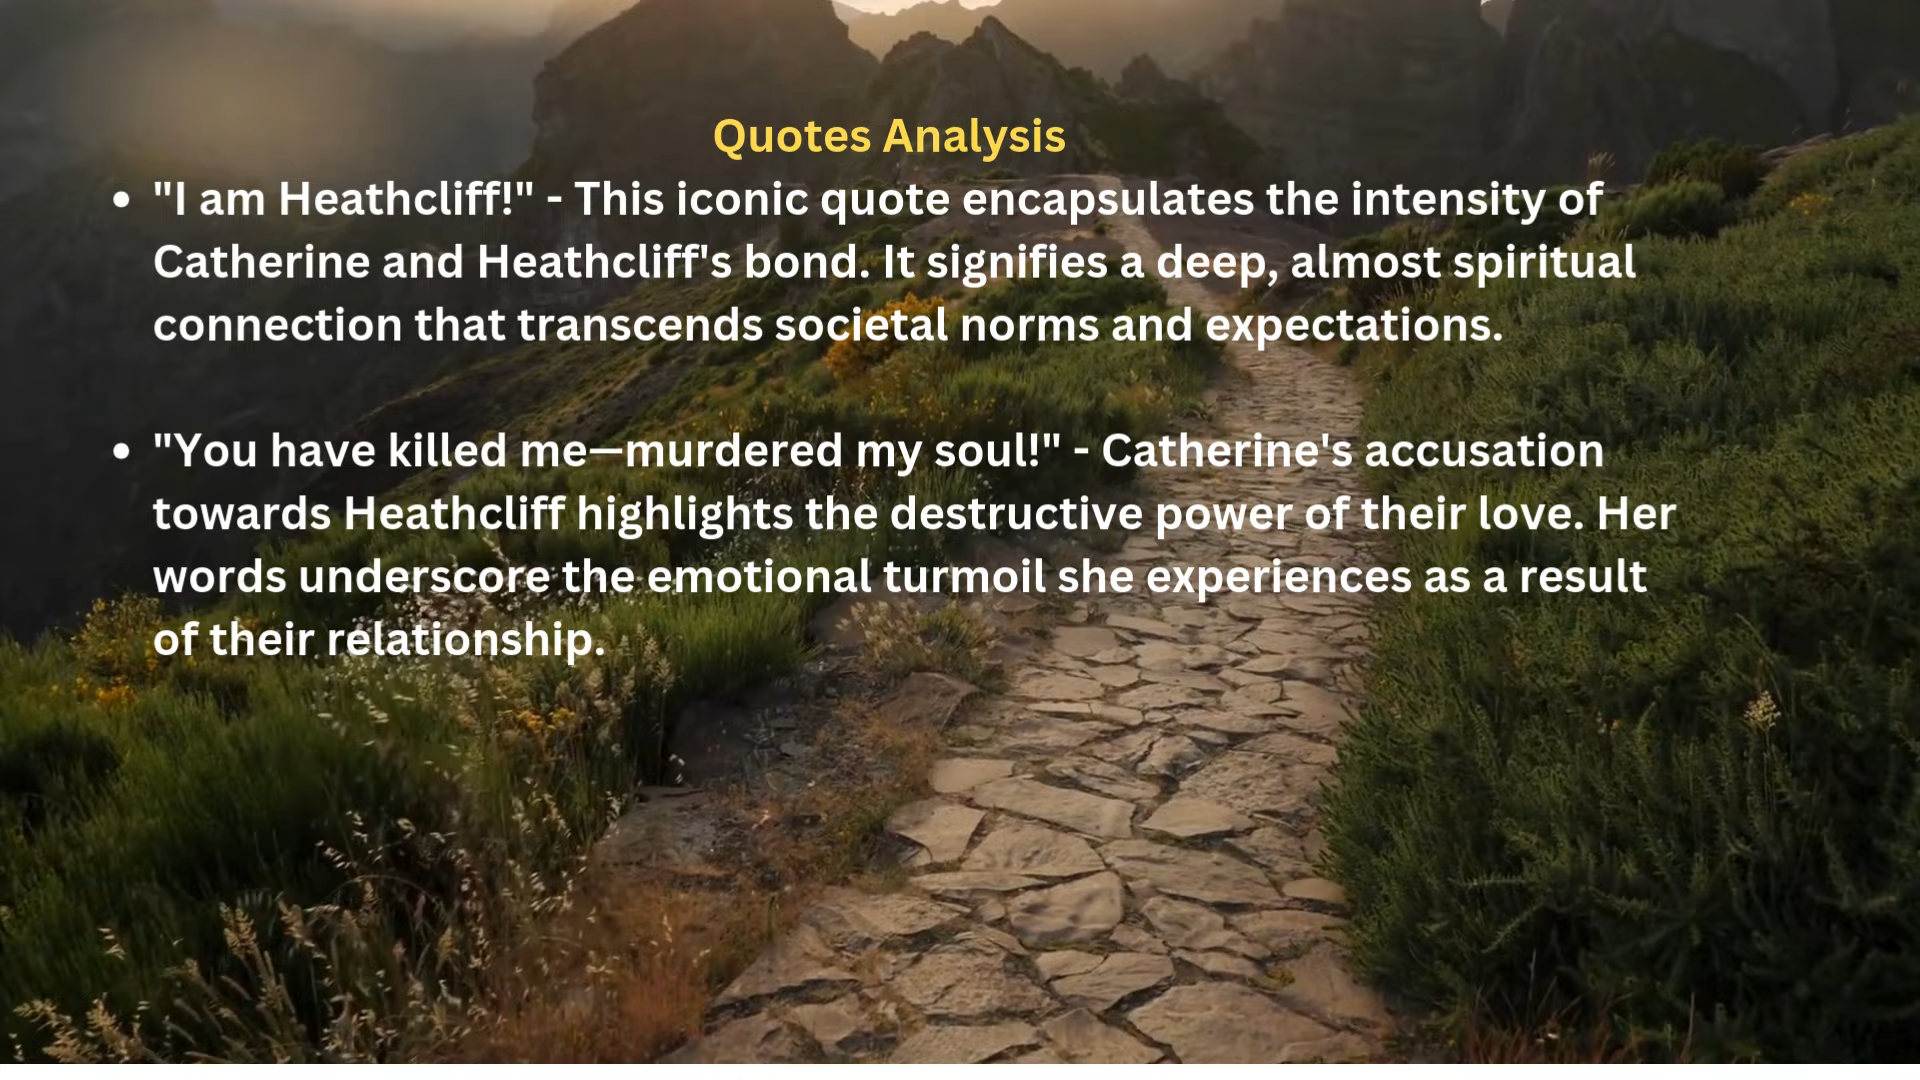 Quotes Analysis
• "I am Heathcliff!" - This iconic quote encapsulates the intensity of
Catherine and Heathcliff's bond. It signifies a deep, almost spiritual
connection that transcends societal norms and expectations.
• "You have killed me—murdered my soul!" - Catherine's accusation
towards Heathcliff highlights the destructive power of their love. Her
words underscore the emotional turmoil she experiences as a result
of their relationship.